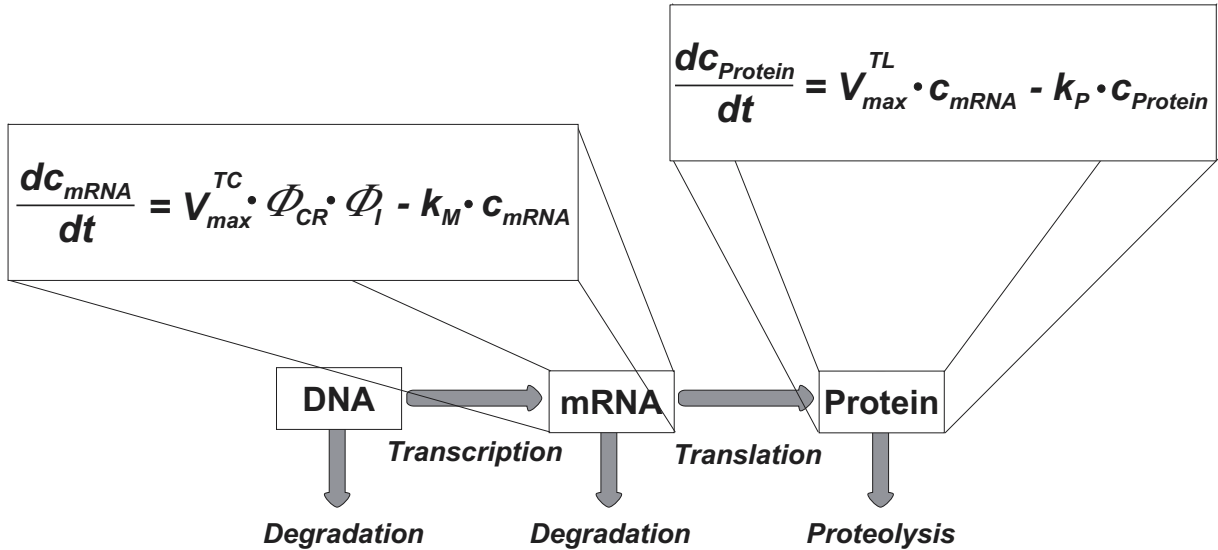 dc_Protein/dt = V_max^TL · c_mRNA - k_P · c_Protein
dc_mRNA/dt = V_max^TC · Φ_CR · Φ_I - k_M · c_mRNA
DNA
mRNA
Protein
Transcription
Translation
Degradation
Degradation
Proteolysis